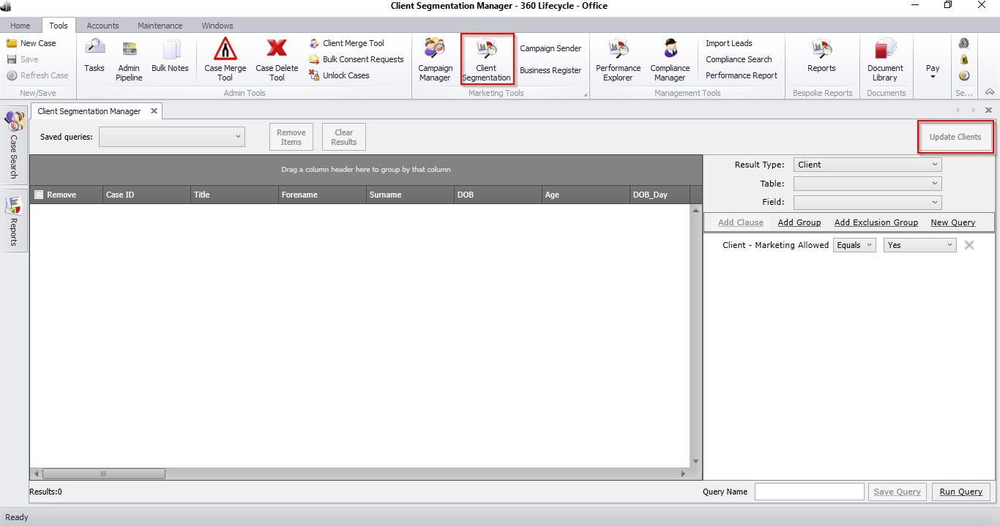 Client Segmentation Manager - 360 Lifecycle - Office
Home Tools Accounts Maintenance Windows
New Case
Save
Refresh Case
New/Save
Tasks
Admin
Pipeline
Bulk Notes
Case Merge
Tool
Case Delete
Tool
Client Merge Tool
Bulk Consent Requests
Unlock Cases
Admin Tools
Campaign
Manager
Client
Segmentation
Campaign Sender
Business Register
Marketing Tools
Performance
Explorer
Compliance
Manager
Import Leads
Compliance Search
Performance Report
Management Tools
Reports
Bespoke Reports
Document
Library
Documents
Pay
Se...
Case Search
Reports
Client Segmentation Manager
Saved queries:
Remove
Items
Clear
Results
Update Clients
Drag a column header here to group by that column
Remove Case ID Title Forename Surname DOB Age DOB_Day
Result Type: Client
Table:
Field:
Add Clause Add Group Add Exclusion Group New Query
Client - Marketing Allowed Equals Yes
Results:0
Query Name Save Query Run Query
Ready